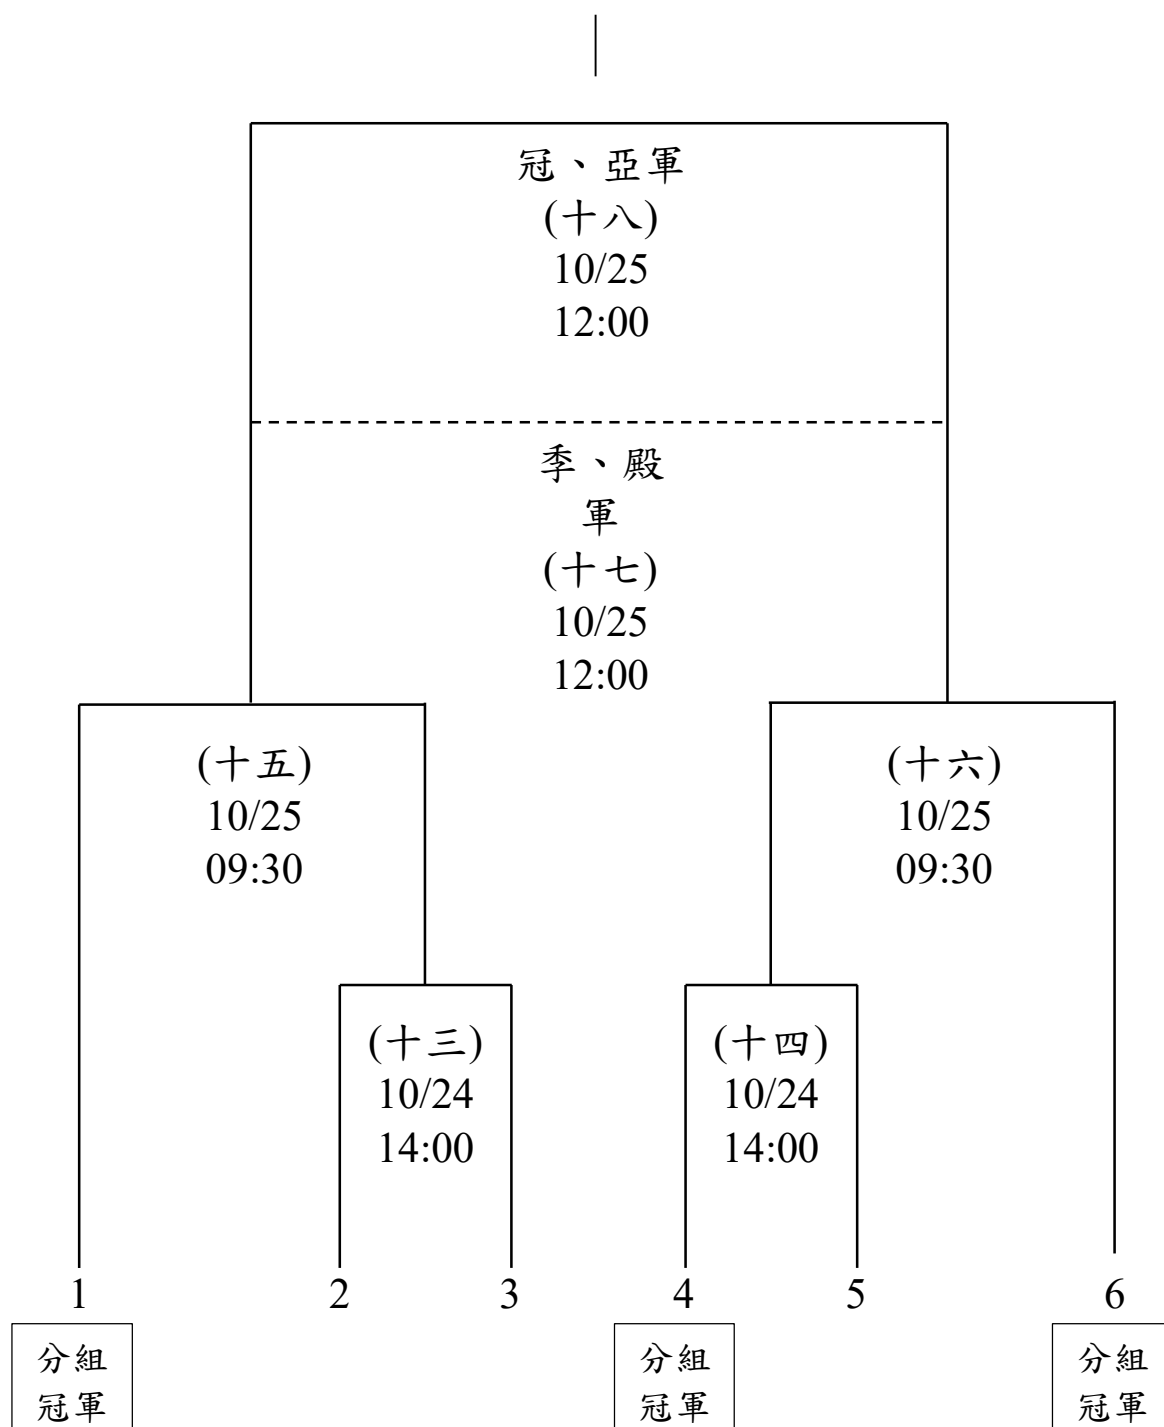 冠、亞軍
(十八)
10/25
12:00
季、殿
軍
(十七)
10/25
12:00
(十五)
10/25
09:30
(十六)
10/25
09:30
(十三)
10/24
14:00
(十四)
10/24
14:00
1
2
3
4
5
6
分組
冠軍
分組
冠軍
分組
冠軍